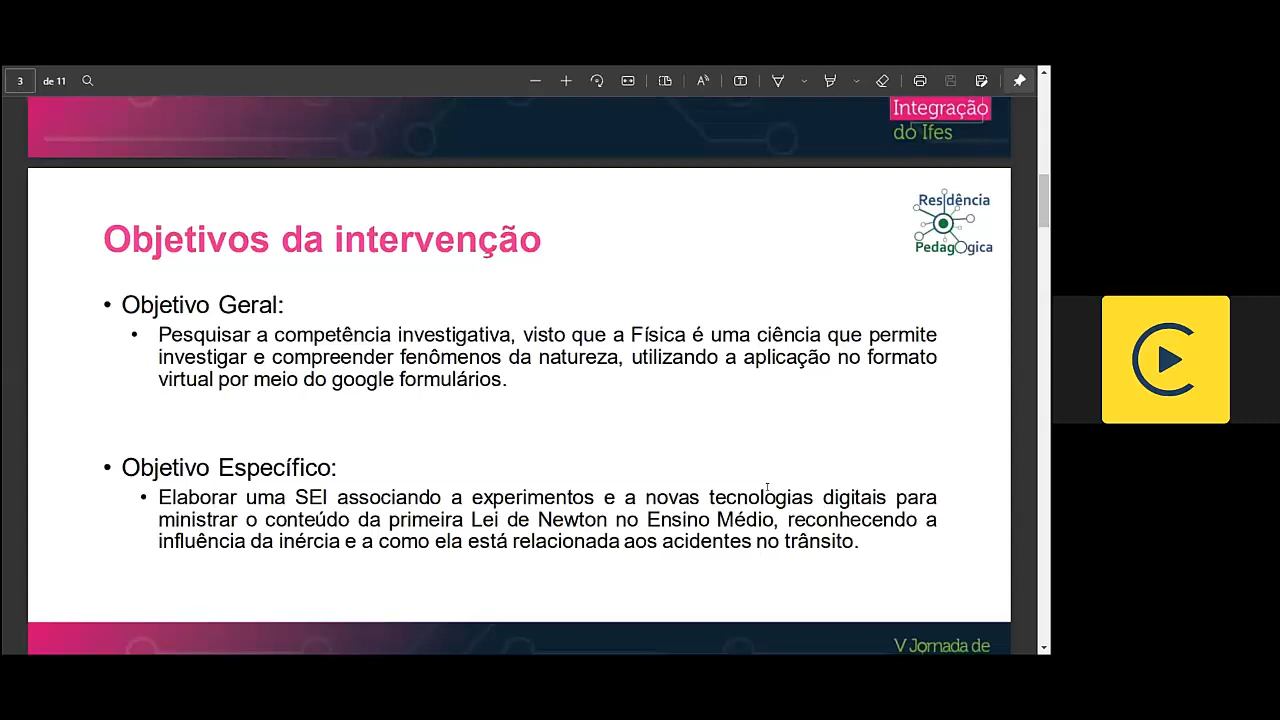 3 de 11
Integração
do Ifes
Residência
Pedagógica
Objetivos da intervenção
• Objetivo Geral:
• Pesquisar a competência investigativa, visto que a Física é uma ciência que permite
investigar e compreender fenômenos da natureza, utilizando a aplicação no formato
virtual por meio do google formulários.
• Objetivo Específico:
• Elaborar uma SEI associando a experimentos e a novas tecnologias digitais para
ministrar o conteúdo da primeira Lei de Newton no Ensino Médio, reconhecendo a
influência da inércia e a como ela está relacionada aos acidentes no trânsito.
V Jornada de